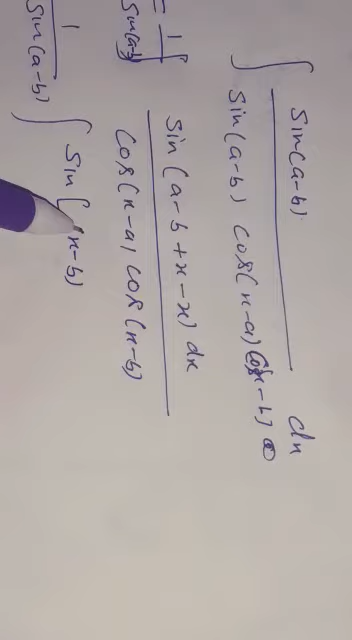 ∫ Sin(a-b). dx
Sin(a-b) cos(x-a) cos(x-b)
= 1 ∫ Sin(a-b+x-x) dx
Sin(a-b) cos(x-a) cos(x-b)
1 ∫ Sin( x-b)
Sin(a-b)